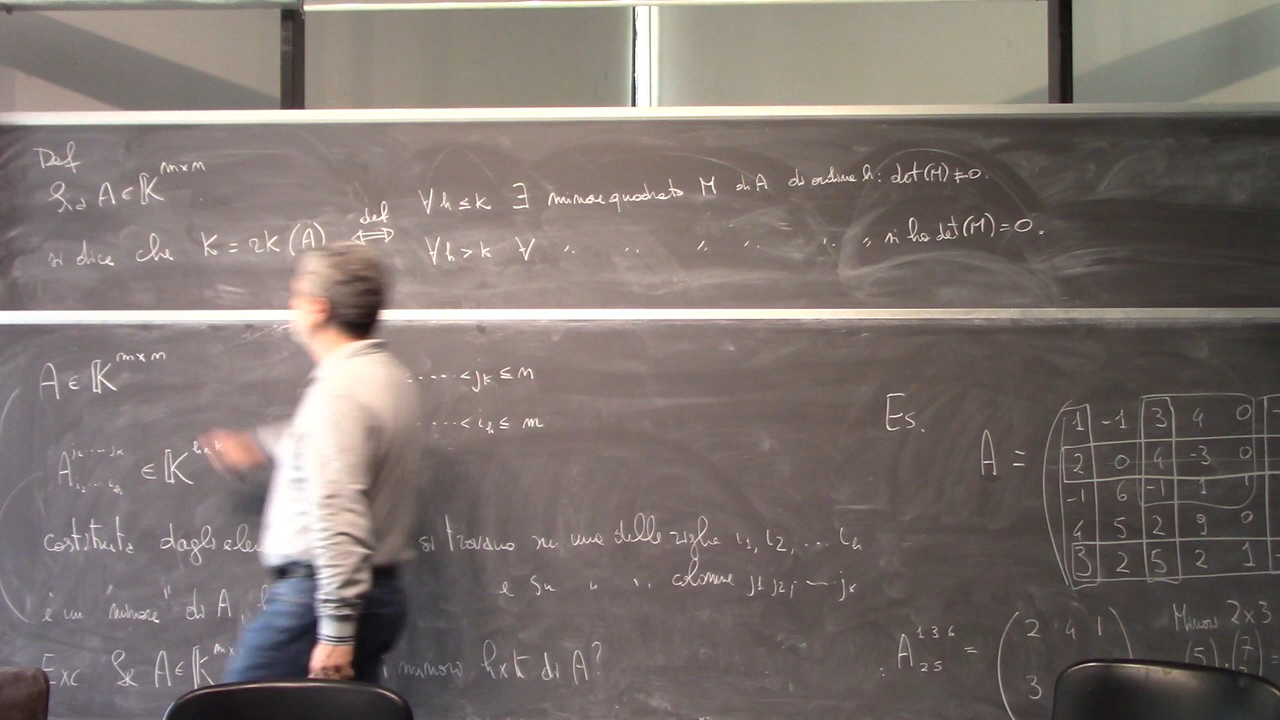 Def
Sia A ∈ K^{m×n}
si dice che K = rk (A) def ⟺ ∀h ≤ k ∃ minore quadrato M di A di ordine h: det(M) ≠ 0.
∀h > k ∀ " " " " " " si ha det(M) = 0.
A ∈ K^{m×n} ..... < j_k ≤ n
..... < i_h ≤ m
A^{j_1 ... j_k}_{i_1 ... i_h} ∈ K
costituita dagli si trovano su una delle righe i_1, i_2, ... i_h
e su " " colonne j_1 j_2, ... j_k
è un "minore" di A,
Exc Se A ∈ K numero h×k di A?
Es.
A =
1 -1 3 4 0
2 0 4 -3 0
-1 6 -1 1 1
4 5 2 9 0
3 2 5 2 1
A^{1 3 6}_{2 5} =
2 4 1
3
Minori 2×3
(5) · (7